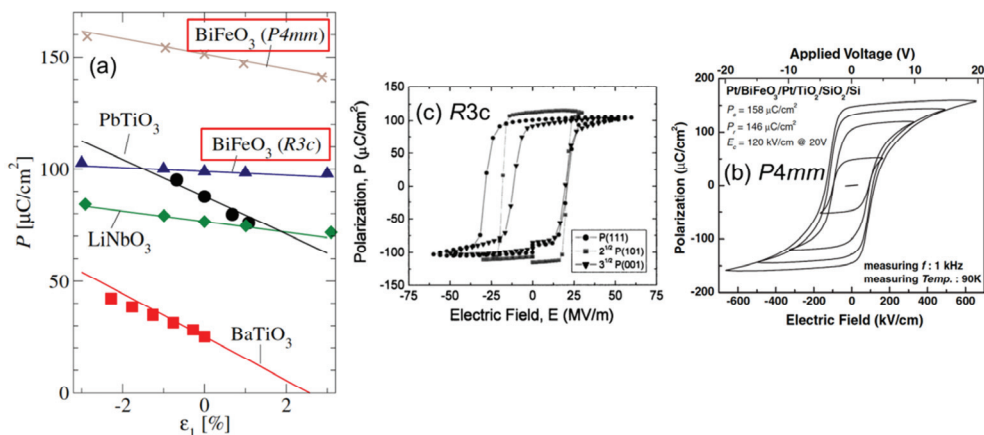 (a)
BiFeO3 (P4mm)
PbTiO3
BiFeO3 (R3c)
LiNbO3
BaTiO3
P [μC/cm²]
150
100
50
0
-2
0
2
ε⊥ [%]
(c) R3c
Polarization, P (μC/cm²)
150
100
50
0
-50
-100
-150
P(111)
2^1/2 P(101)
3^1/2 P(001)
-75 -50 -25 0 25 50 75
Electric Field, E (MV/m)
Applied Voltage (V)
-20 -10 0 10 20
Pt/BiFeO3/Pt/TiO2/SiO2/Si
Ps = 158 μC/cm²
Pr = 146 μC/cm²
Ec = 120 kV/cm @ 20V
(b) P4mm
measuring f : 1 kHz
measuring Temp. : 90K
Polarization (μC/cm²)
200
150
100
50
0
-50
-100
-150
-200
-600 -400 -200 0 200 400 600
Electric Field (kV/cm)